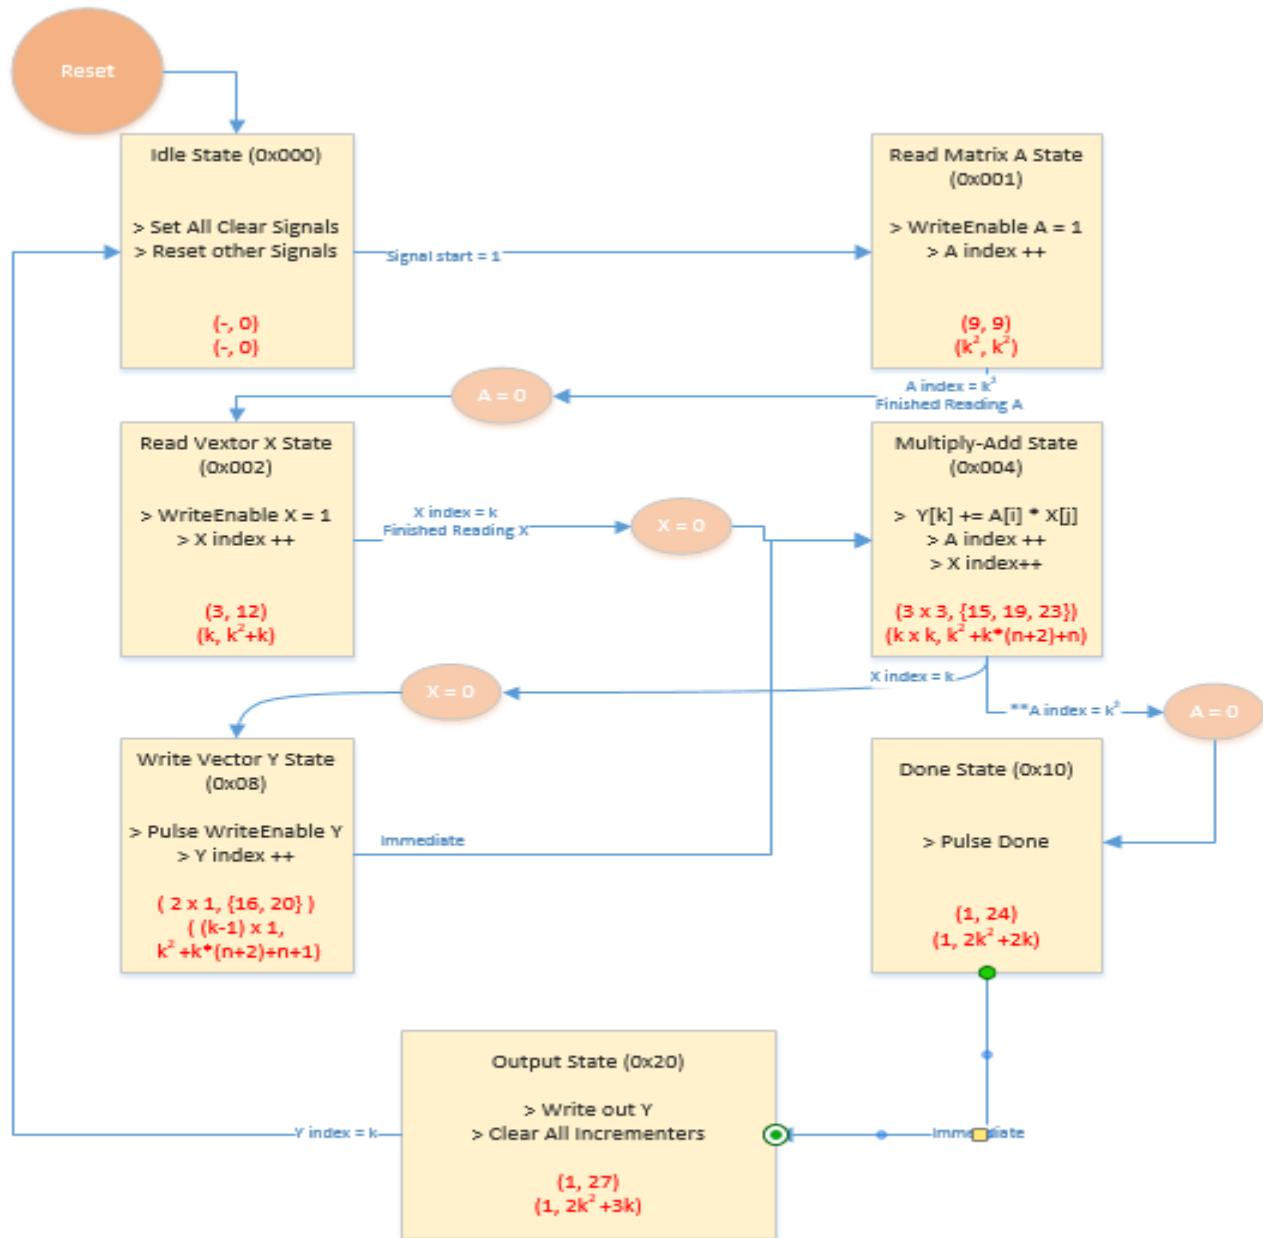 Reset
Idle State (0x000)
> Set All Clear Signals
> Reset other Signals
(-, 0)
(-, 0)
Signal start = 1
Read Matrix A State
(0x001)
> WriteEnable A = 1
> A index ++
(9, 9)
(k², k²)
A index = k²
Finished Reading A
A = 0
Read Vextor X State
(0x002)
> WriteEnable X = 1
> X index ++
(3, 12)
(k, k²+k)
X index = k
Finished Reading X
X = 0
Multiply-Add State
(0x004)
> Y[k] += A[i] * X[j]
> A index ++
> X index++
(3 x 3, {15, 19, 23})
(k x k, k² +k*(n+2)+n)
X index = k
X = 0
**A index = k²
A = 0
Write Vector Y State
(0x08)
> Pulse WriteEnable Y
> Y index ++
( 2 x 1, {16, 20} )
( (k-1) x 1,
k² +k*(n+2)+n+1)
Immediate
Done State (0x10)
> Pulse Done
(1, 24)
(1, 2k² +2k)
Immediate
Output State (0x20)
> Write out Y
> Clear All Incrementers
(1, 27)
(1, 2k² +3k)
Y index = k